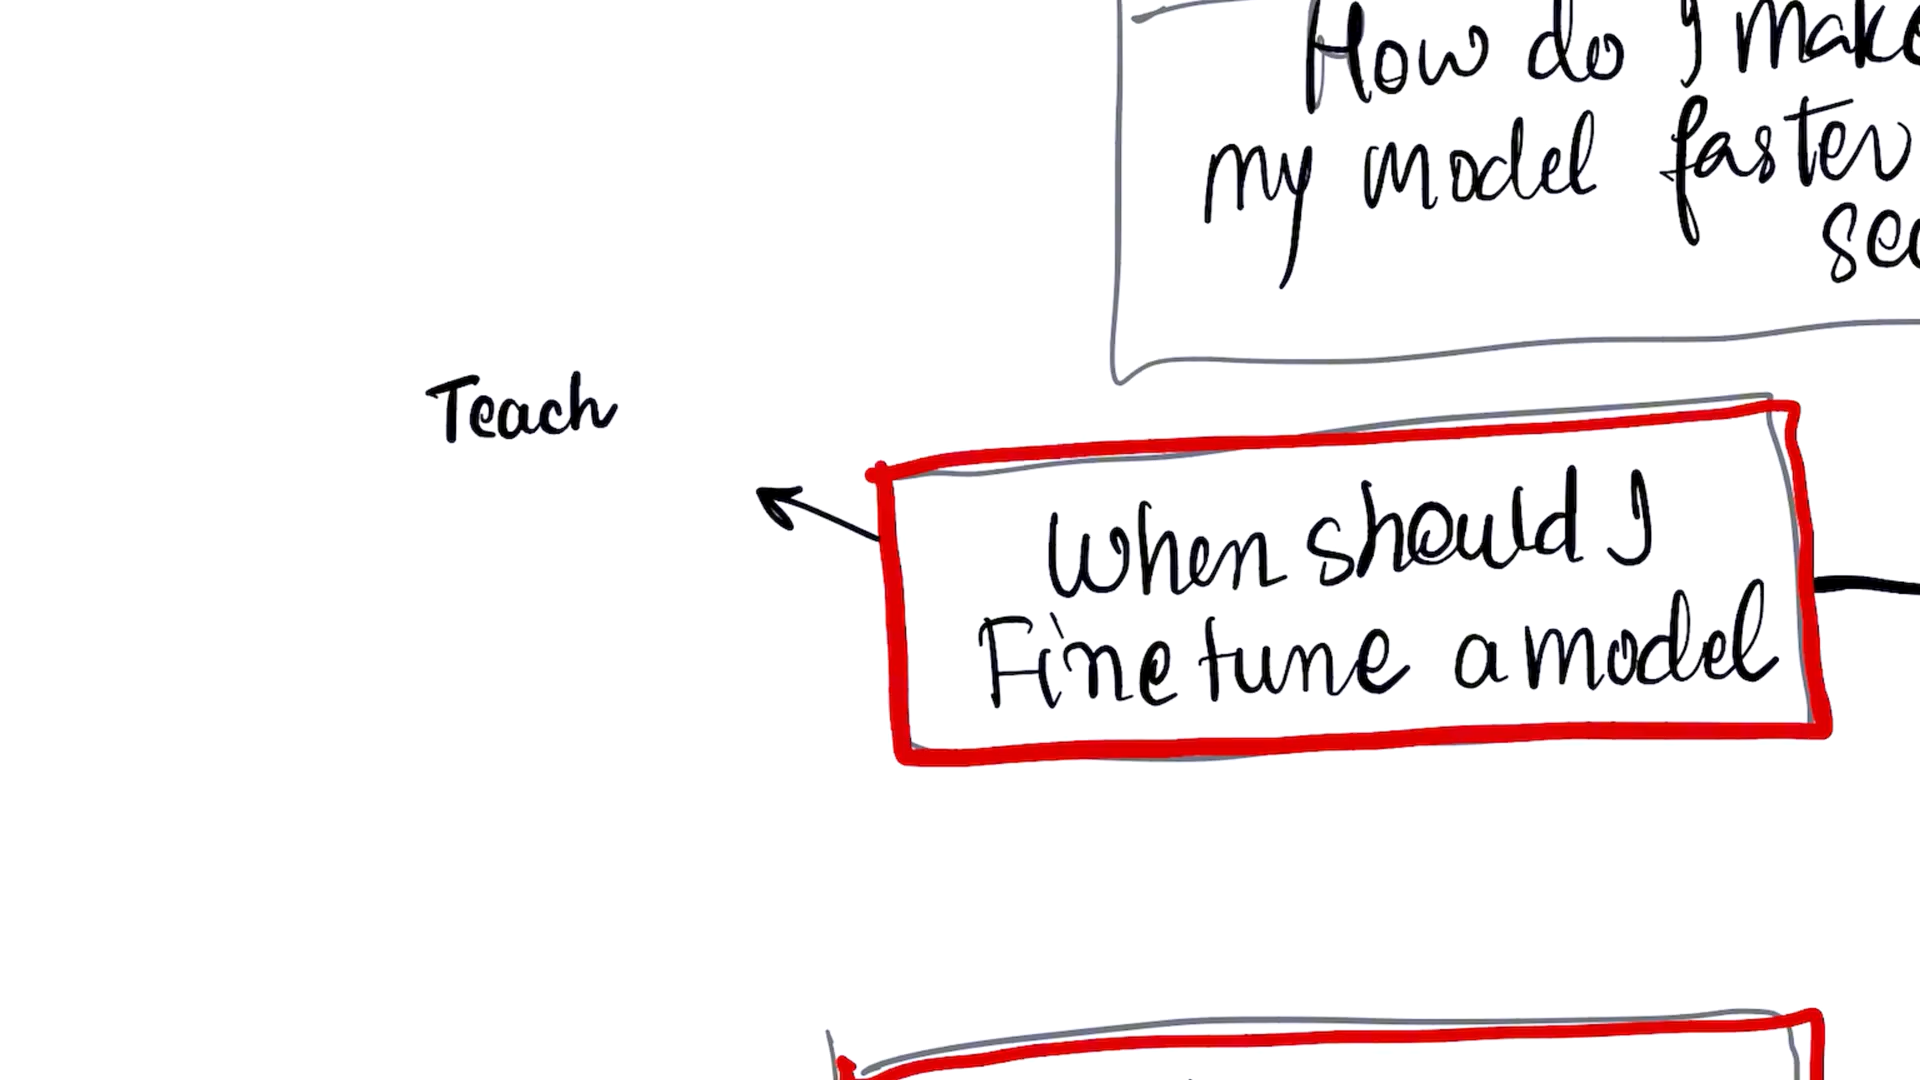 How do I make
my model faster
Teach
When should I
Fine tune a model